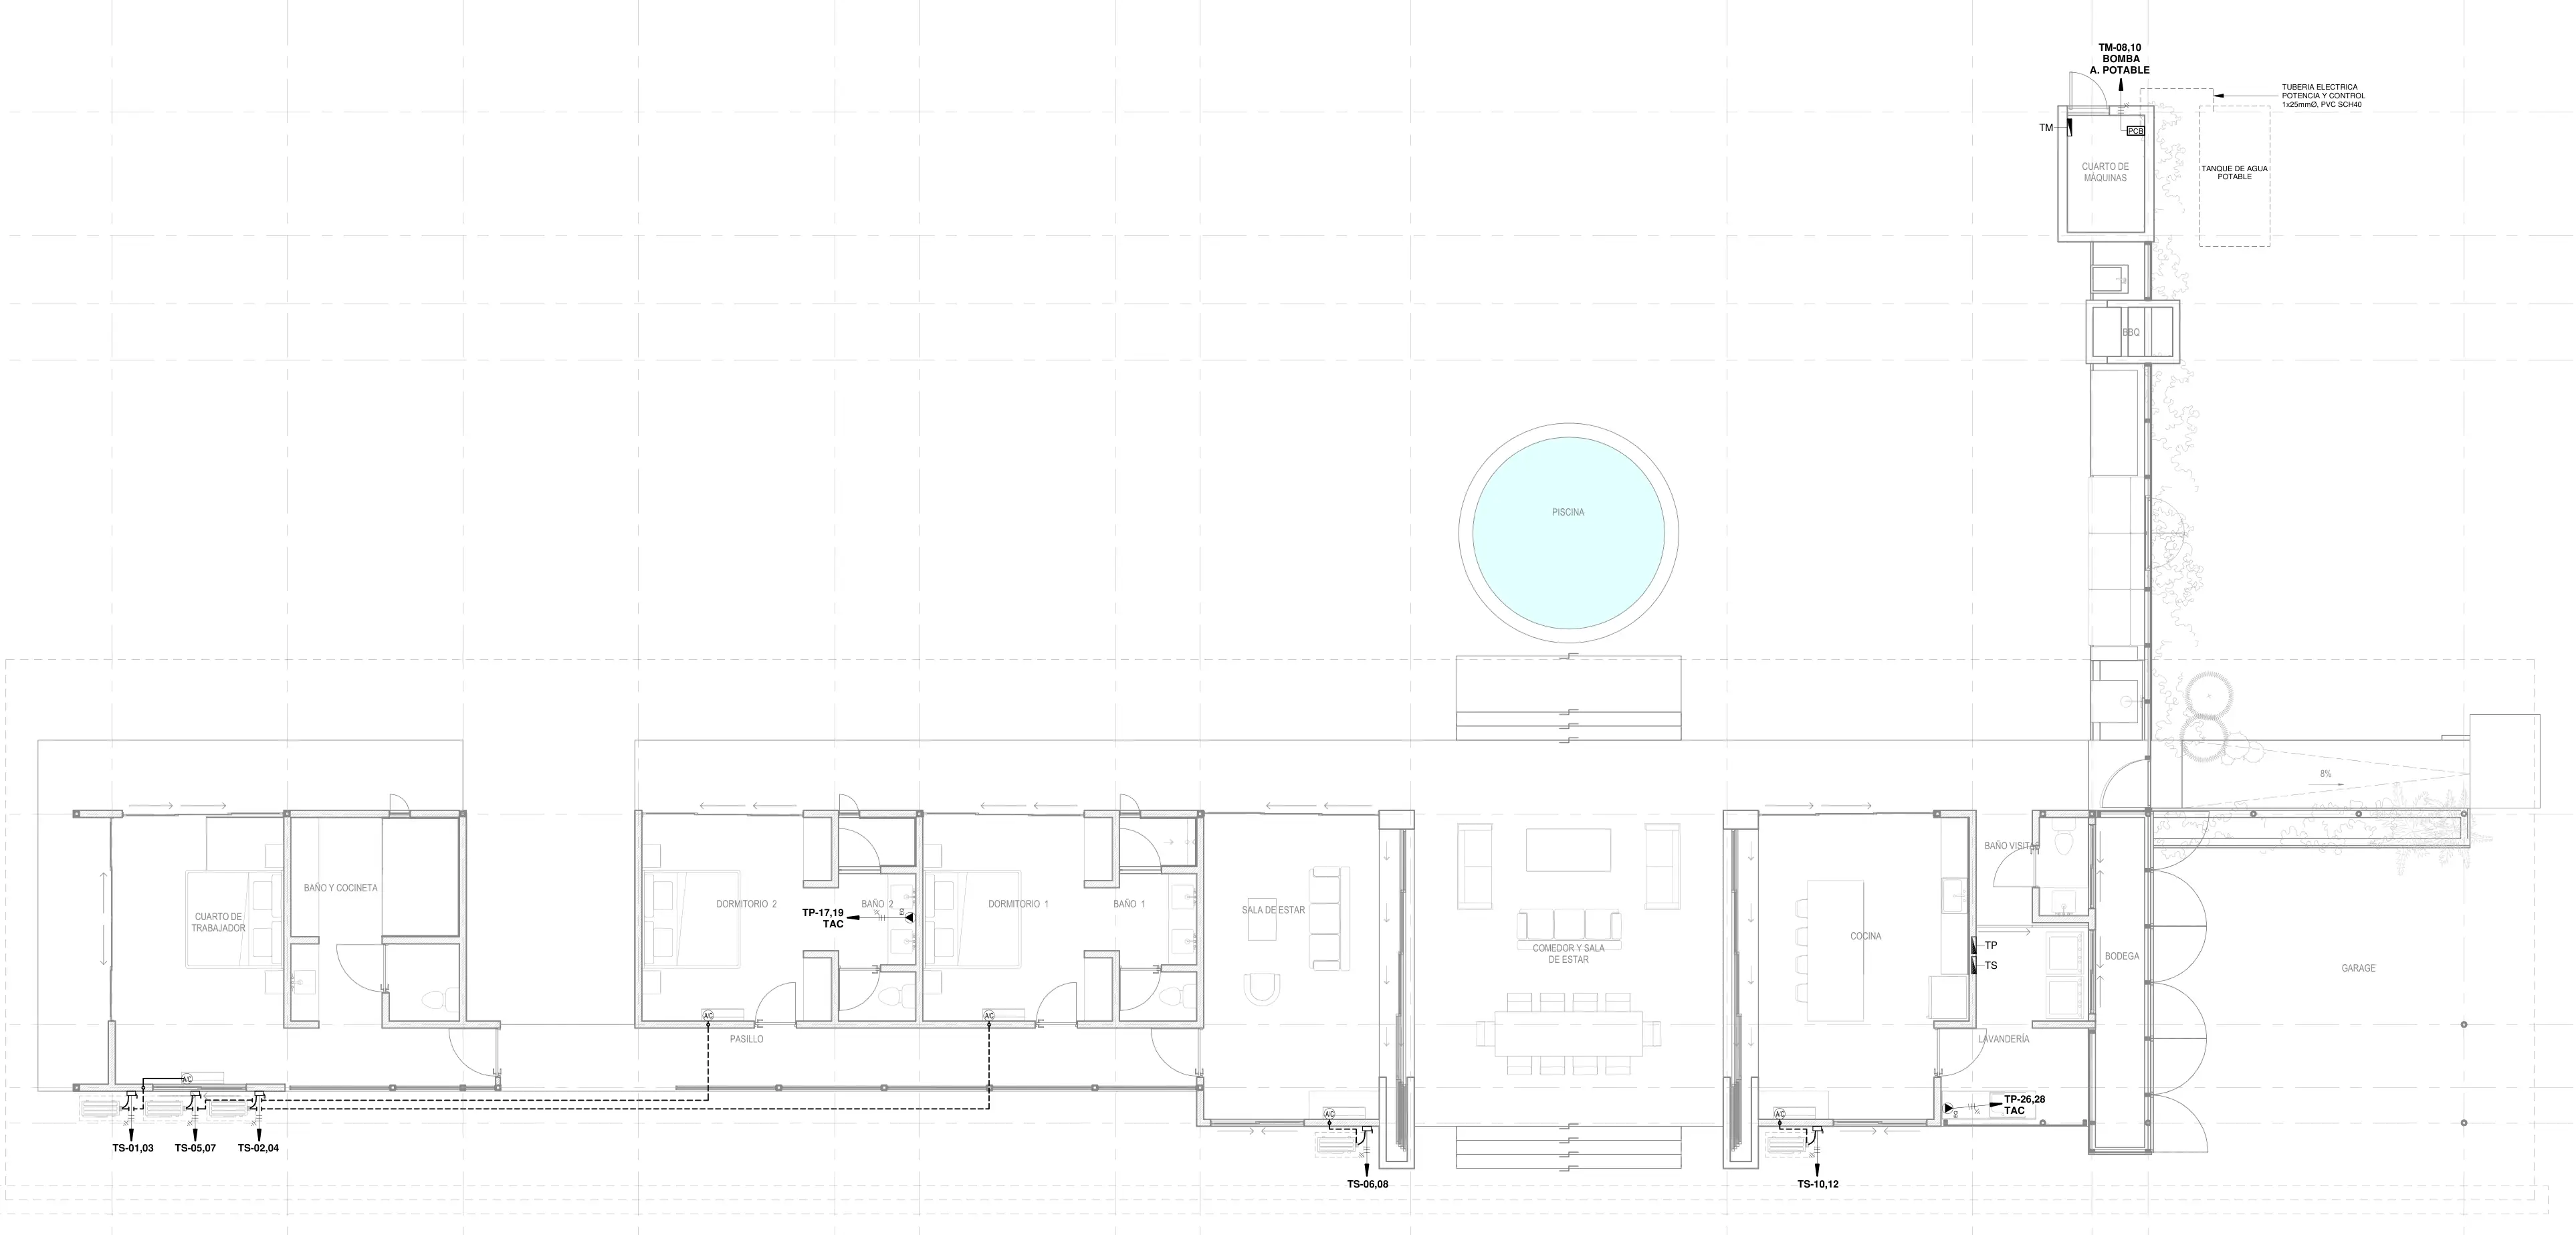 TM-08,10
BOMBA
A. POTABLE
TUBERIA ELECTRICA
POTENCIA Y CONTROL
1x25mmØ, PVC SCH40
TM
PCB
CUARTO DE
MÁQUINAS
TANQUE DE AGUA
POTABLE
BBQ
PISCINA
8%
BAÑO VISITAS
BAÑO Y COCINETA
CUARTO DE
TRABAJADOR
DORMITORIO 2
BAÑO 2
TP-17,19
TAC
DORMITORIO 1
BAÑO 1
SALA DE ESTAR
COMEDOR Y SALA
DE ESTAR
COCINA
TP
TS
BODEGA
GARAGE
AC
AC
PASILLO
LAVANDERÍA
AC
AC
AC
TP-26,28
TAC
TS-01,03
TS-05,07
TS-02,04
TS-06,08
TS-10,12